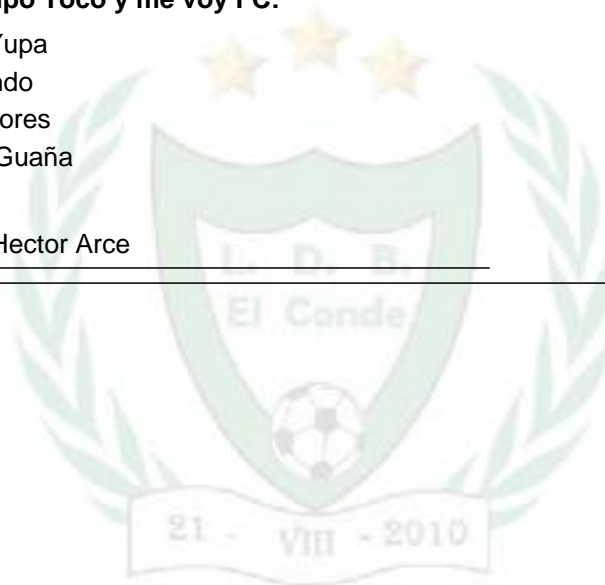 po Toco y me voy FC:
Yupa
ndo
ores
Guaña
Hector Arce
L. D. B.
El Conde
21 - VIII - 2010